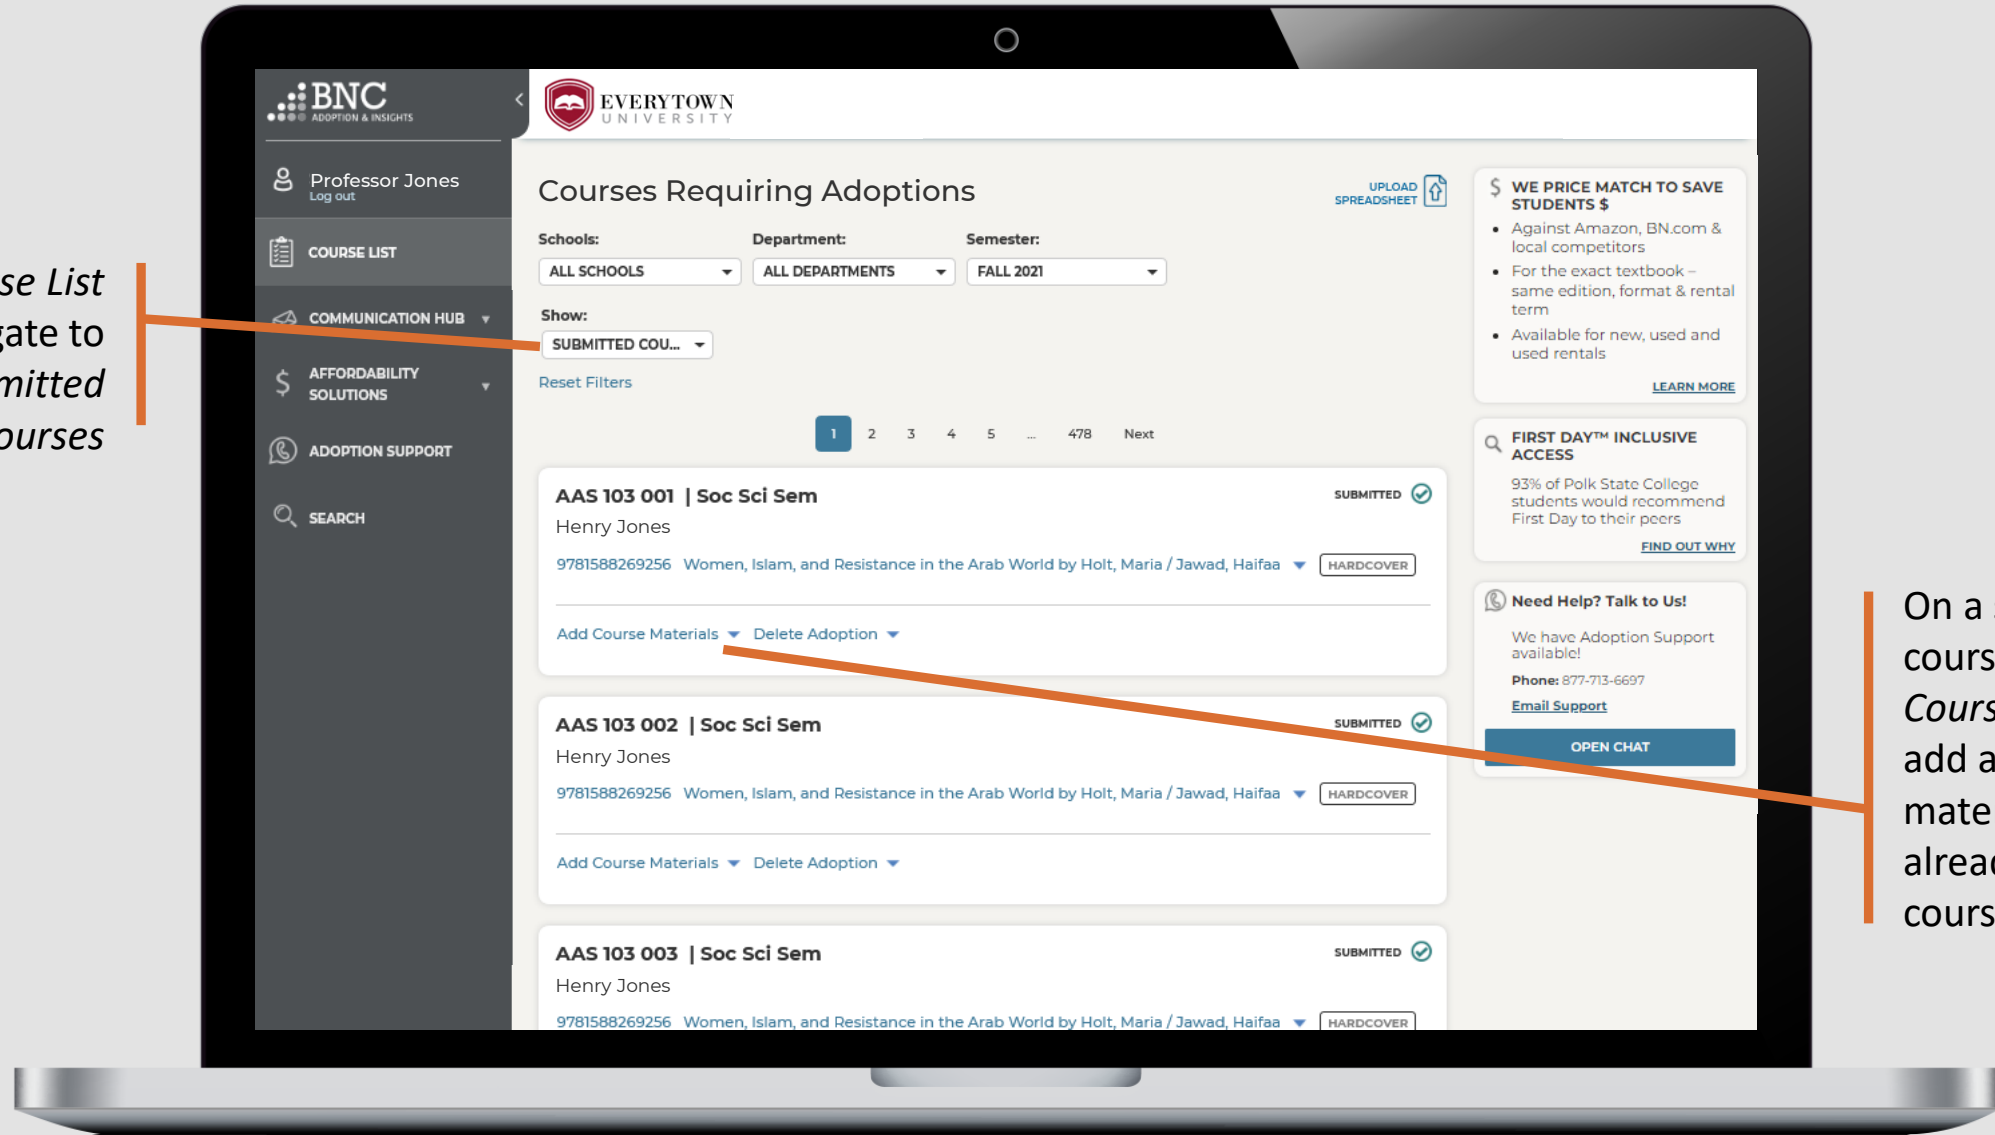 BNC
ADOPTION & INSIGHTS
Professor Jones
Log out
COURSE LIST
COMMUNICATION HUB
AFFORDABILITY
SOLUTIONS
ADOPTION SUPPORT
SEARCH
EVERYTOWN
UNIVERSITY
Courses Requiring Adoptions
UPLOAD
SPREADSHEET
Schools:
ALL SCHOOLS
Department:
ALL DEPARTMENTS
Semester:
FALL 2021
Show:
SUBMITTED COU...
Reset Filters
1 2 3 4 5 ... 478 Next
AAS 103 001 | Soc Sci Sem
SUBMITTED
Henry Jones
9781588269256 Women, Islam, and Resistance in the Arab World by Holt, Maria / Jawad, Haifaa
HARDCOVER
Add Course Materials Delete Adoption
AAS 103 002 | Soc Sci Sem
SUBMITTED
Henry Jones
9781588269256 Women, Islam, and Resistance in the Arab World by Holt, Maria / Jawad, Haifaa
HARDCOVER
Add Course Materials Delete Adoption
AAS 103 003 | Soc Sci Sem
SUBMITTED
Henry Jones
9781588269256 Women, Islam, and Resistance in the Arab World by Holt, Maria / Jawad, Haifaa
HARDCOVER
$ WE PRICE MATCH TO SAVE
STUDENTS $
• Against Amazon, BN.com &
local competitors
• For the exact textbook –
same edition, format & rental
term
• Available for new, used and
used rentals
LEARN MORE
FIRST DAY™ INCLUSIVE
ACCESS
93% of Polk State College
students would recommend
First Day to their peers
FIND OUT WHY
Need Help? Talk to Us!
We have Adoption Support
available!
Phone: 877-713-6697
Email Support
OPEN CHAT
se List
gate to
mitted
ourses
On a
cours
Cours
add a
mate
alread
cours